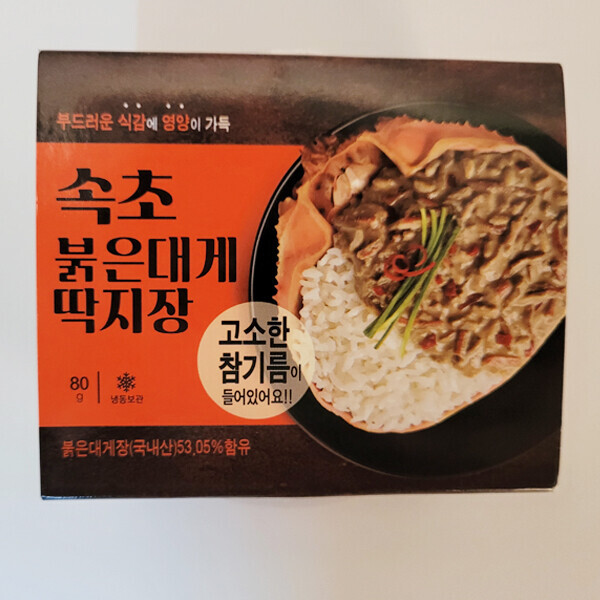 부드러운 식감에 영양이 가득
속초
붉은대게
딱지장
고소한
참기름이
들어있어요!!
80
g
냉동보관
붉은대게장(국내산)53.05%함유